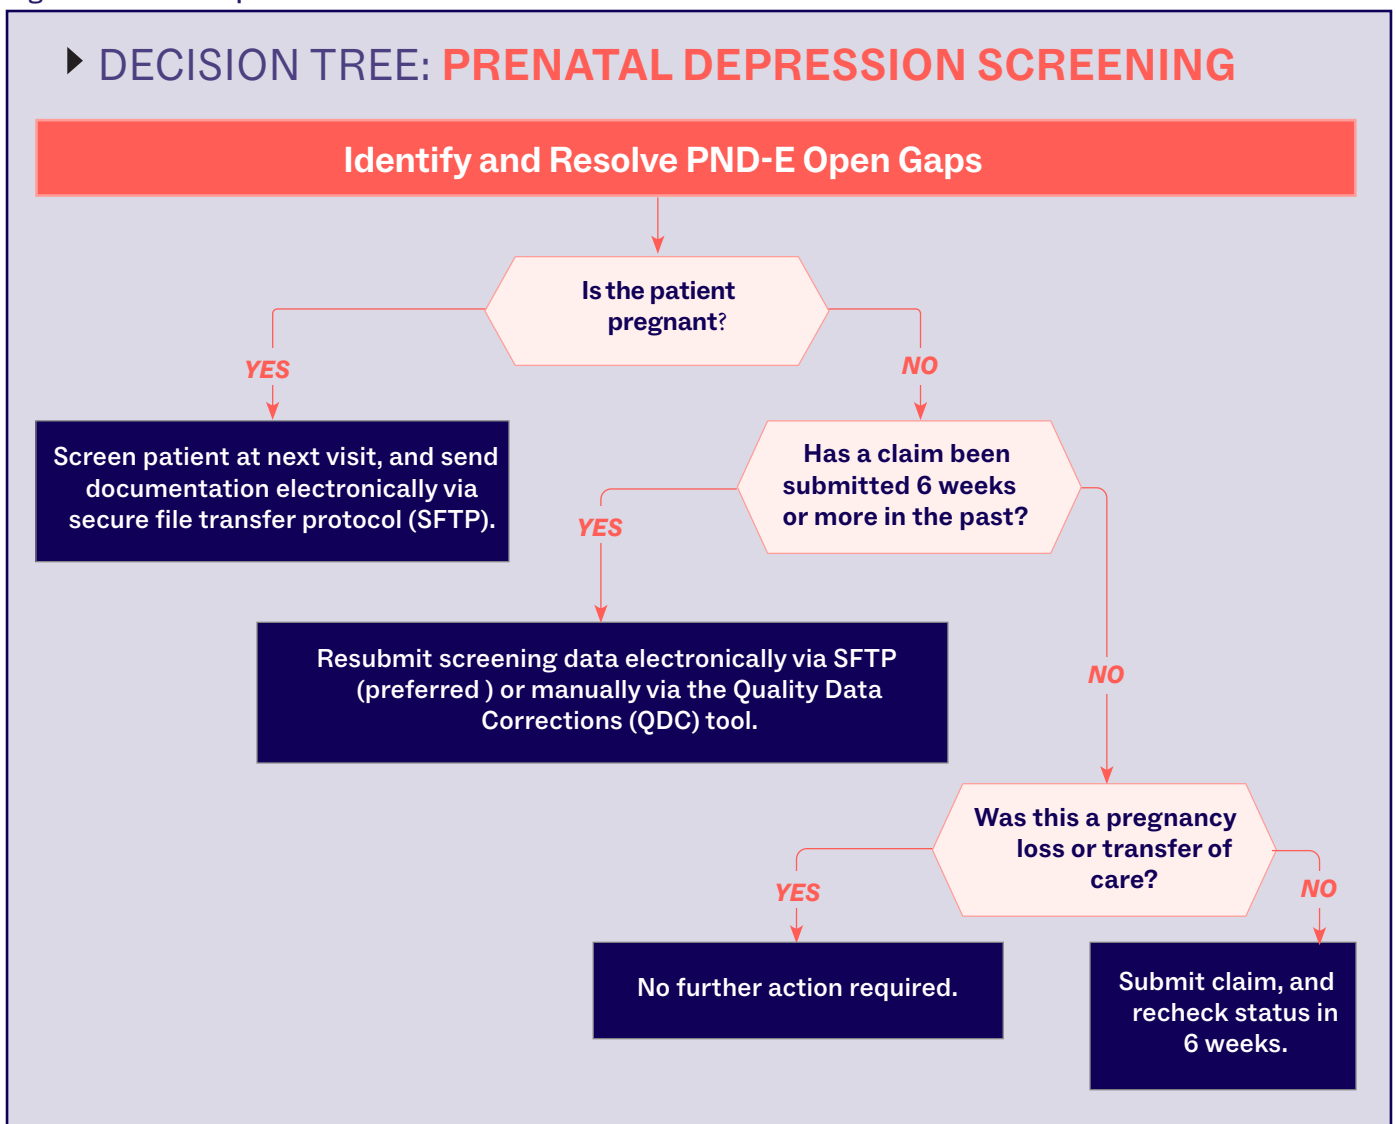 DECISION TREE: PRENATAL DEPRESSION SCREENING
Identify and Resolve PND-E Open Gaps
Is the patient
pregnant?
YES
NO
Screen patient at next visit, and send
documentation electronically via
secure file transfer protocol (SFTP).
Has a claim been
submitted 6 weeks
or more in the past?
YES
NO
Resubmit screening data electronically via SFTP
(preferred ) or manually via the Quality Data
Corrections (QDC) tool.
Was this a pregnancy
loss or transfer of
care?
YES
NO
No further action required.
Submit claim, and
recheck status in
6 weeks.